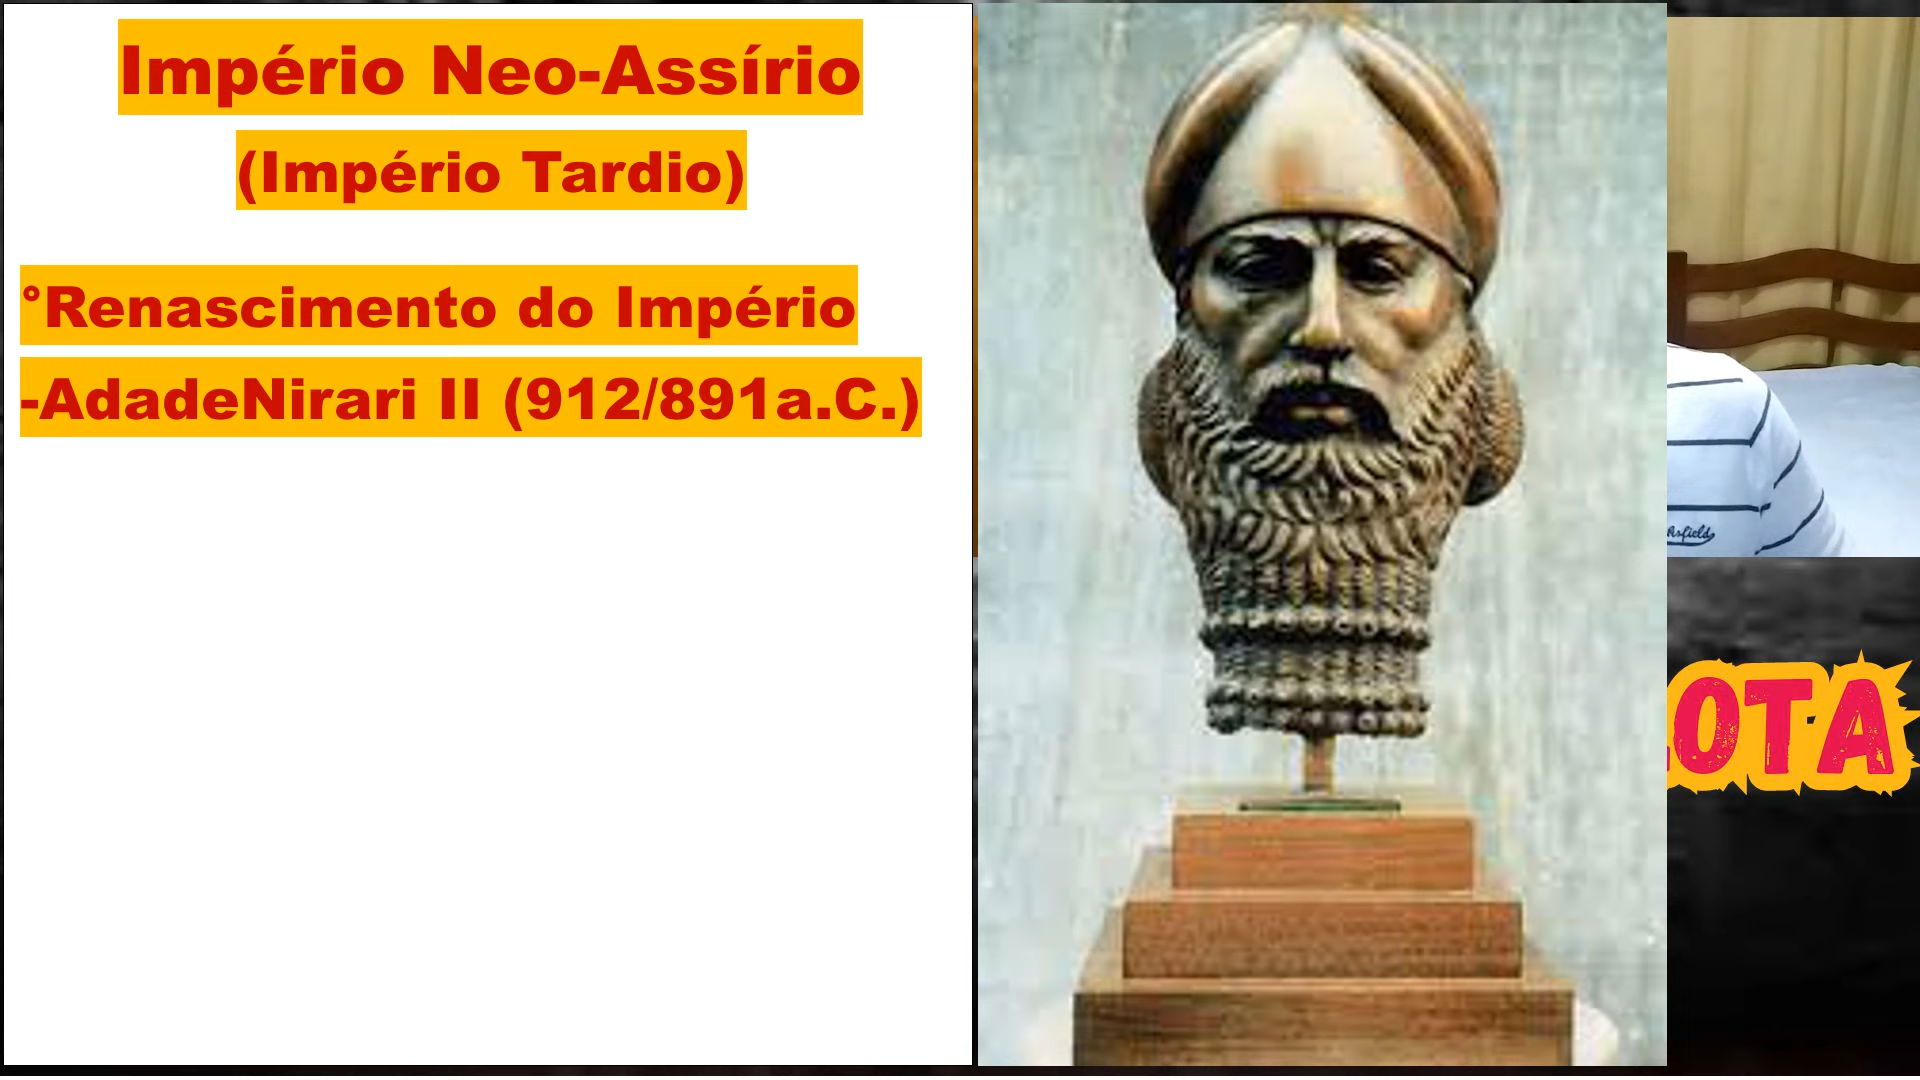 Império Neo-Assírio
(Império Tardio)
°Renascimento do Império
-AdadeNirari II (912/891a.C.)
OTA